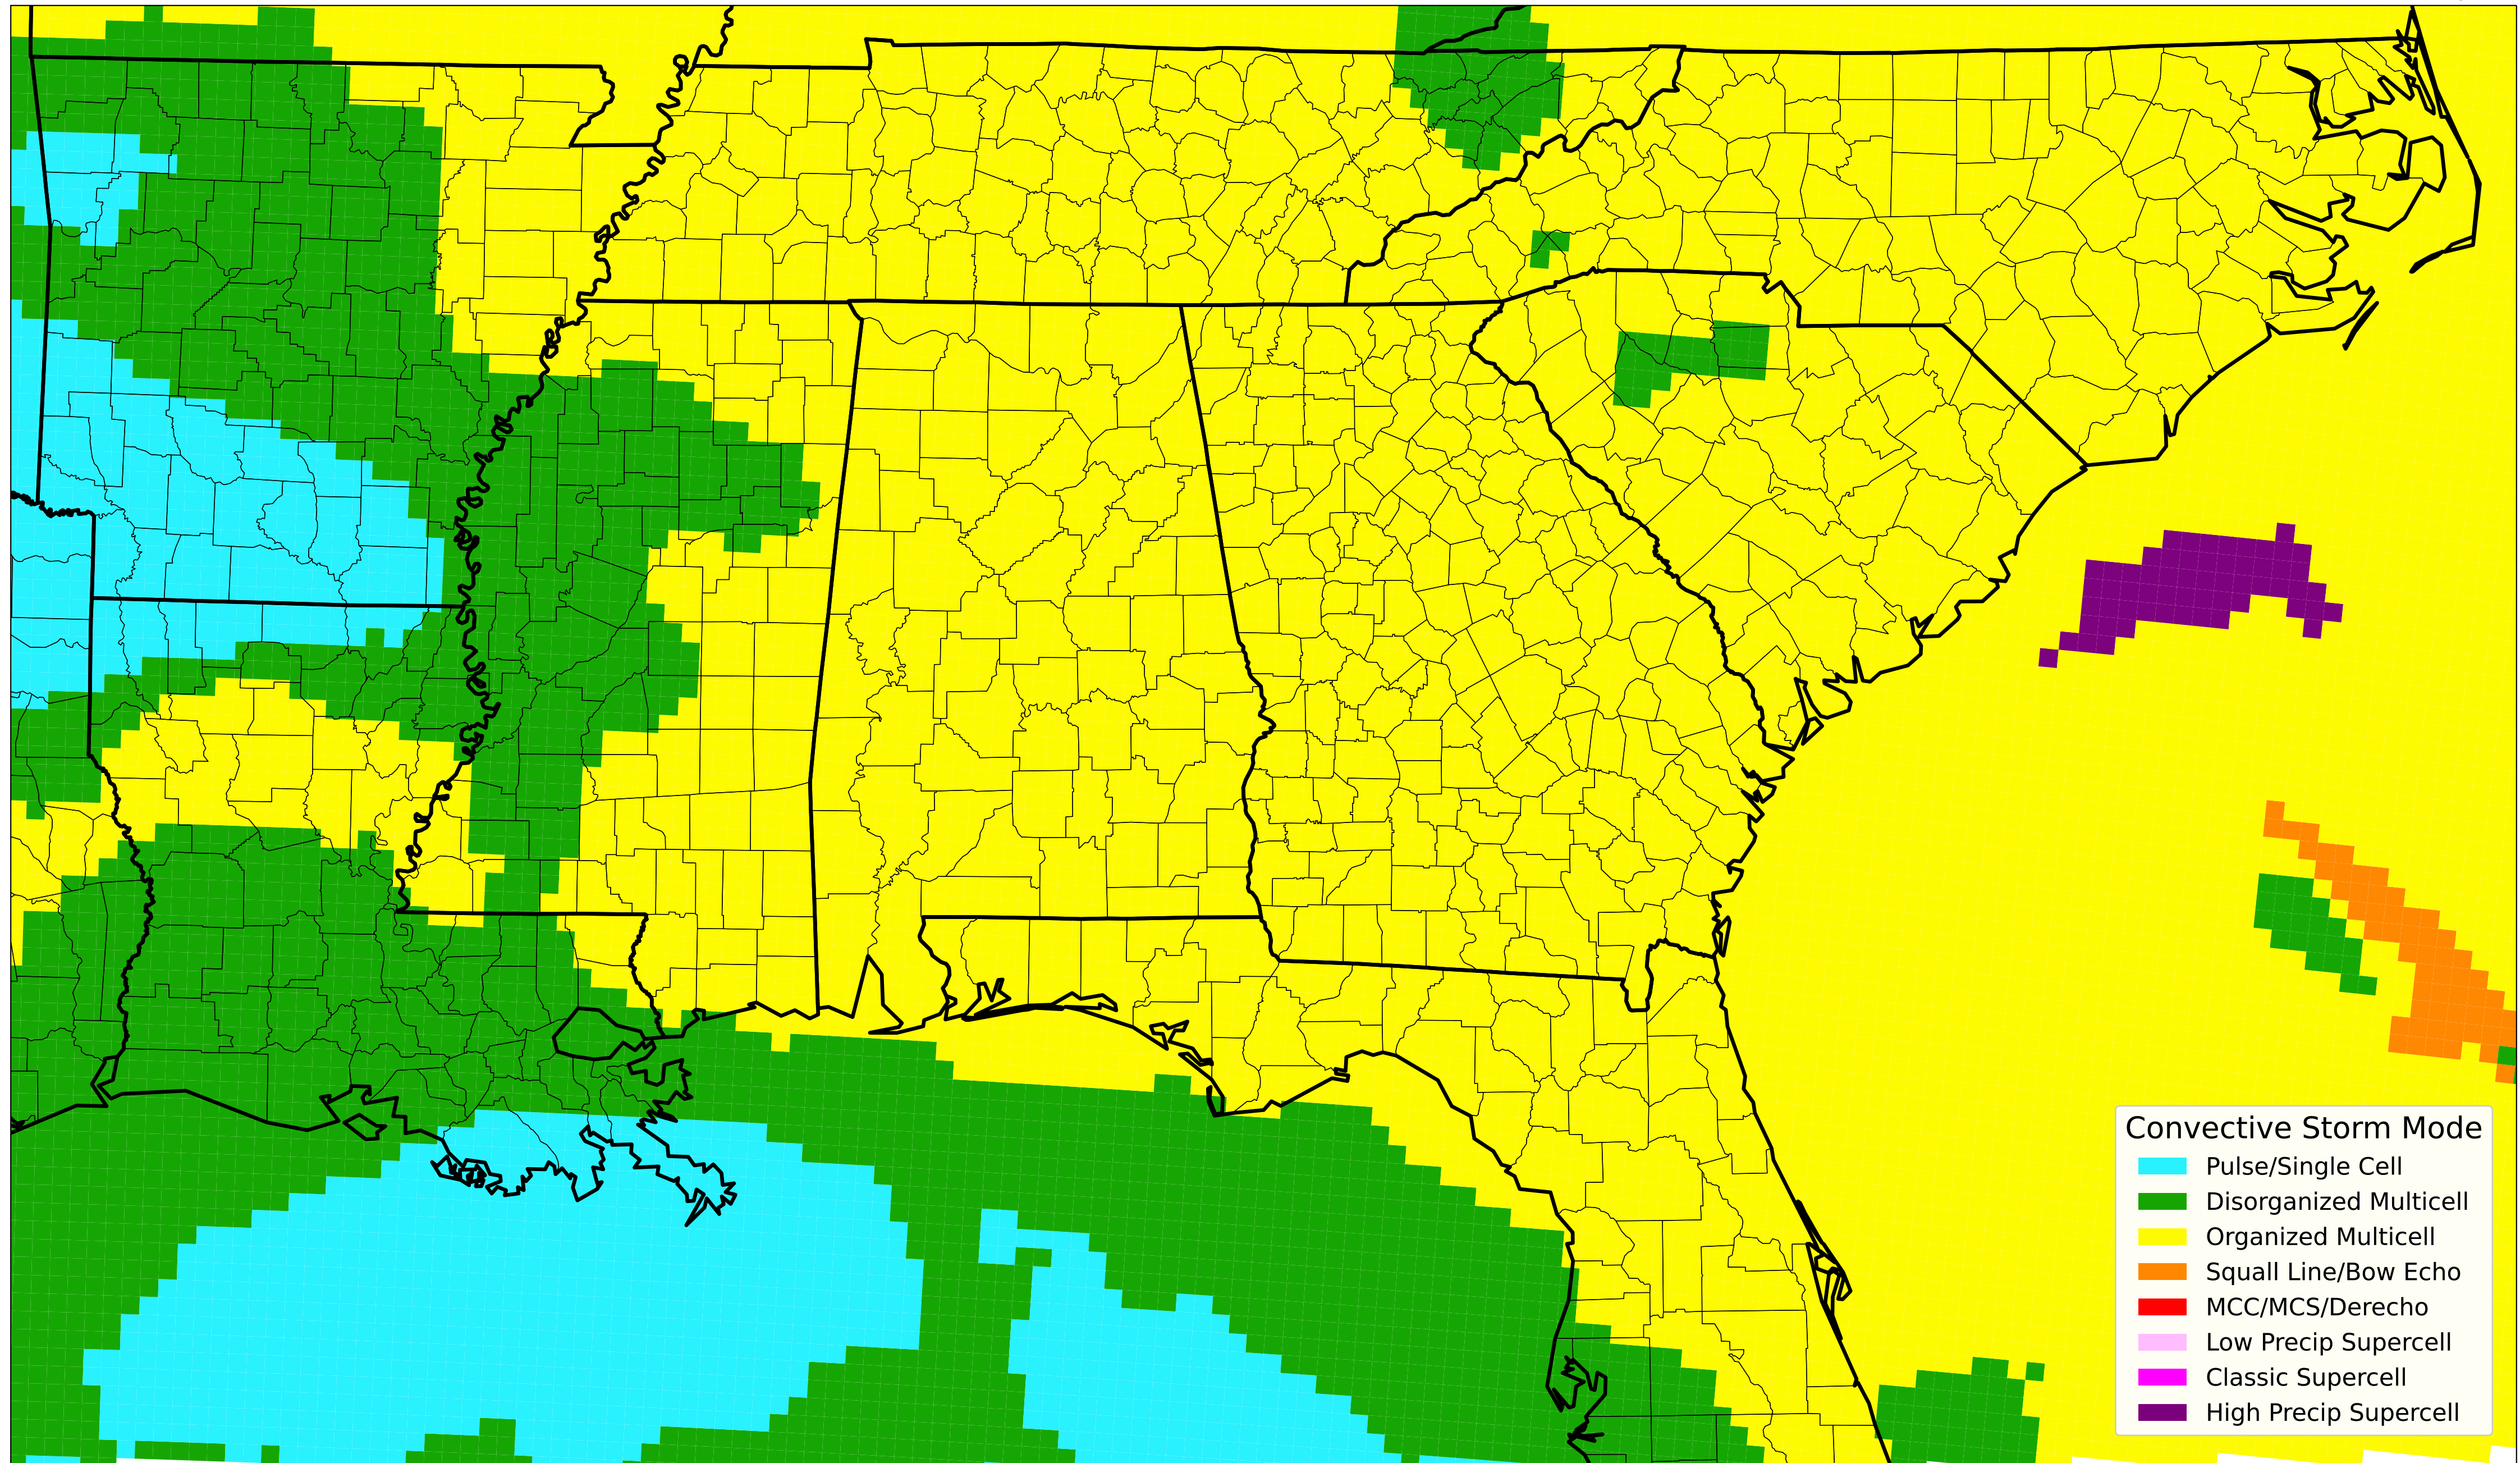 Convective Storm Mode
Pulse/Single Cell
Disorganized Multicell
Organized Multicell
Squall Line/Bow Echo
MCC/MCS/Derecho
Low Precip Supercell
Classic Supercell
High Precip Supercell